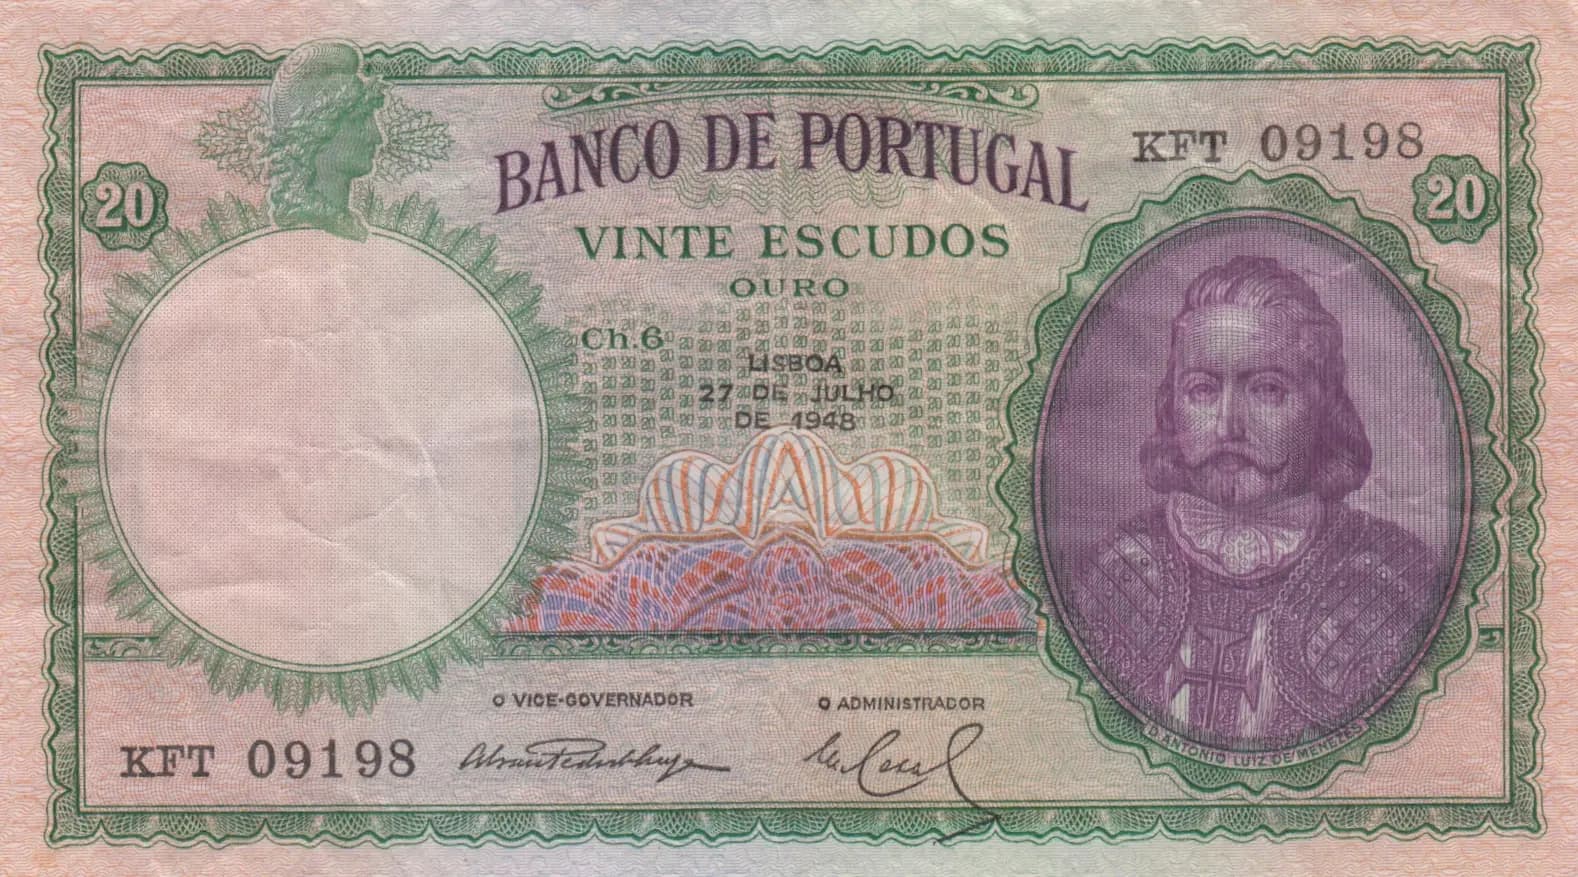 BANCO DE PORTUGAL
KFT 09198
20
20
VINTE ESCUDOS
OURO
Ch.6
LISBOA
27 DE JULHO
DE 1948
O VICE-GOVERNADOR
O ADMINISTRADOR
KFT 09198
D. ANTONIO LUIZ DE MENEZES